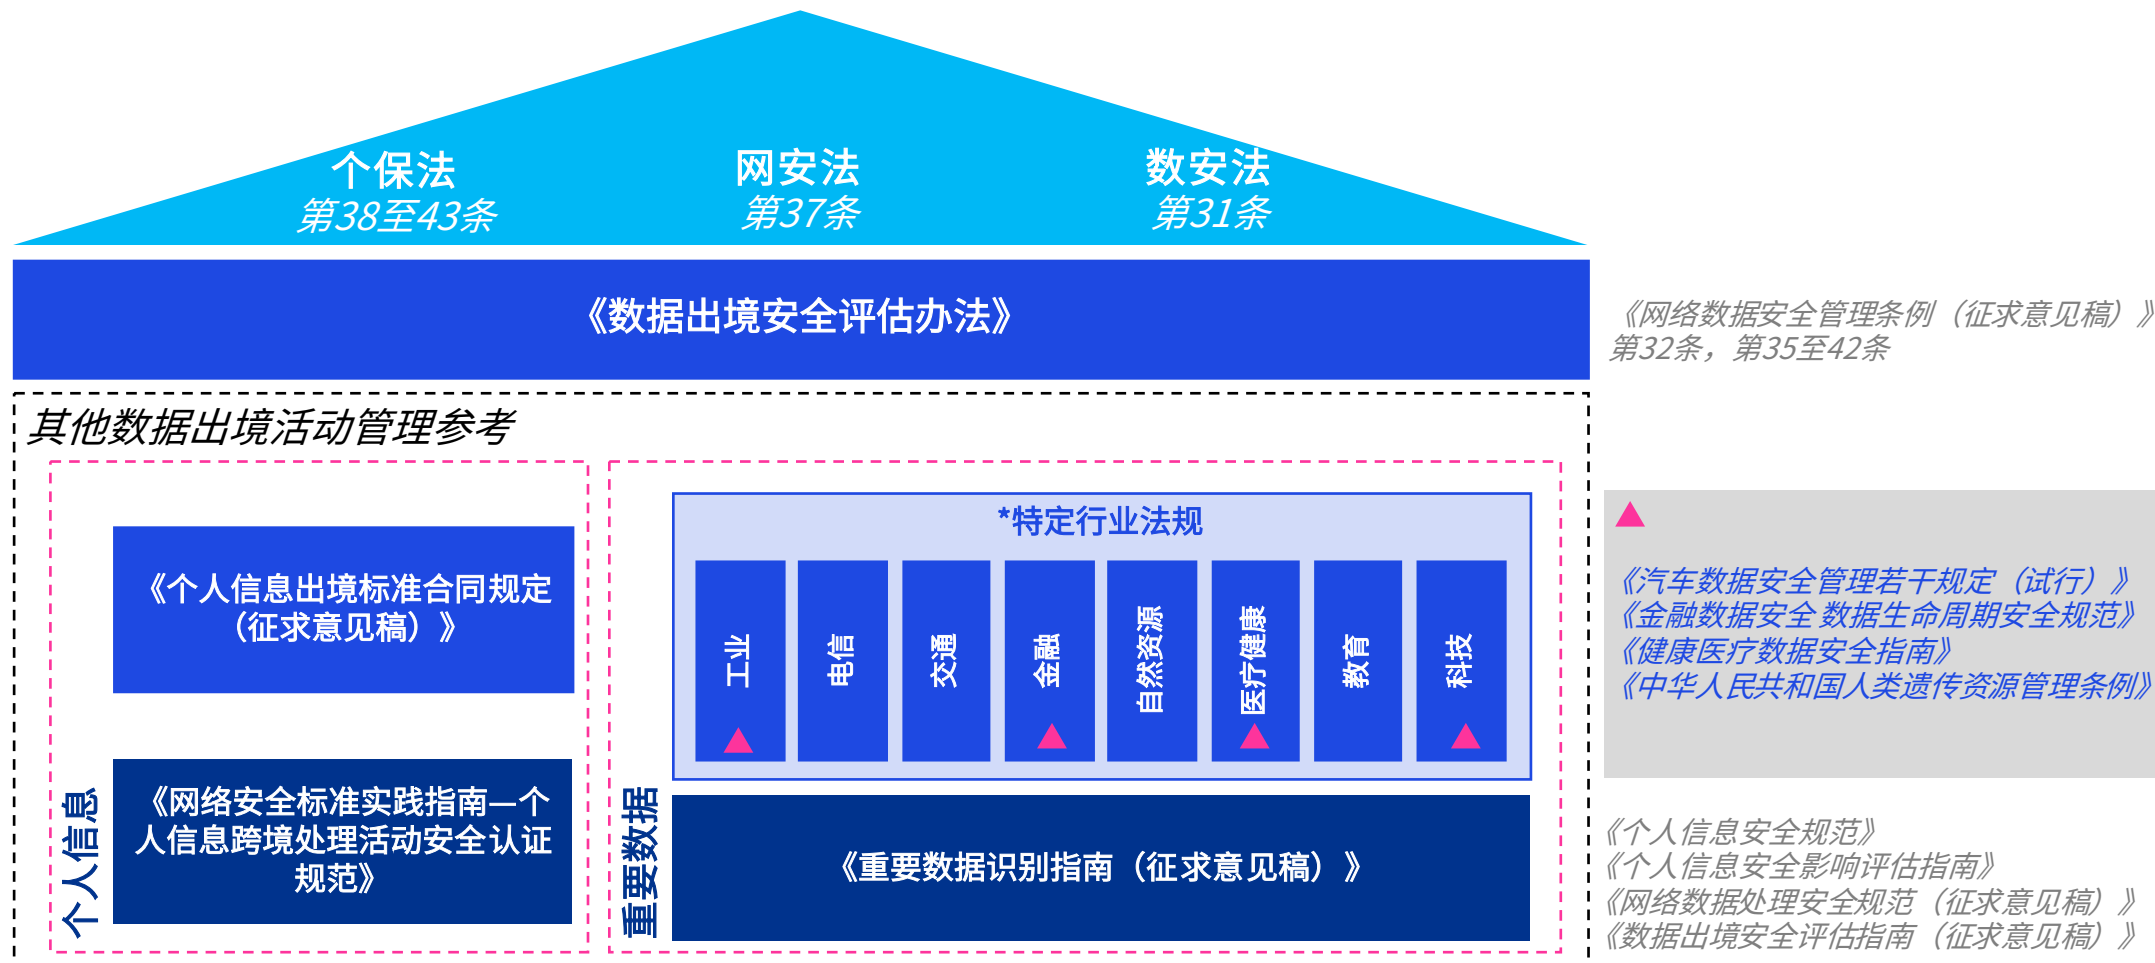 个保法
第38至43条
网安法
第37条
数安法
第31条
《数据出境安全评估办法》
《网络数据安全管理条例（征求意见稿）》
第32条，第35至42条
其他数据出境活动管理参考
个人信息
《个人信息出境标准合同规定
（征求意见稿）》
《网络安全标准实践指南—个
人信息跨境处理活动安全认证
规范》
重要数据
*特定行业法规
工业
电信
交通
金融
自然资源
医疗健康
教育
科技
《重要数据识别指南（征求意见稿）》
《汽车数据安全管理若干规定（试行）》
《金融数据安全 数据生命周期安全规范》
《健康医疗数据安全指南》
《中华人民共和国人类遗传资源管理条例》
《个人信息安全规范》
《个人信息安全影响评估指南》
《网络数据处理安全规范（征求意见稿）》
《数据出境安全评估指南（征求意见稿）》